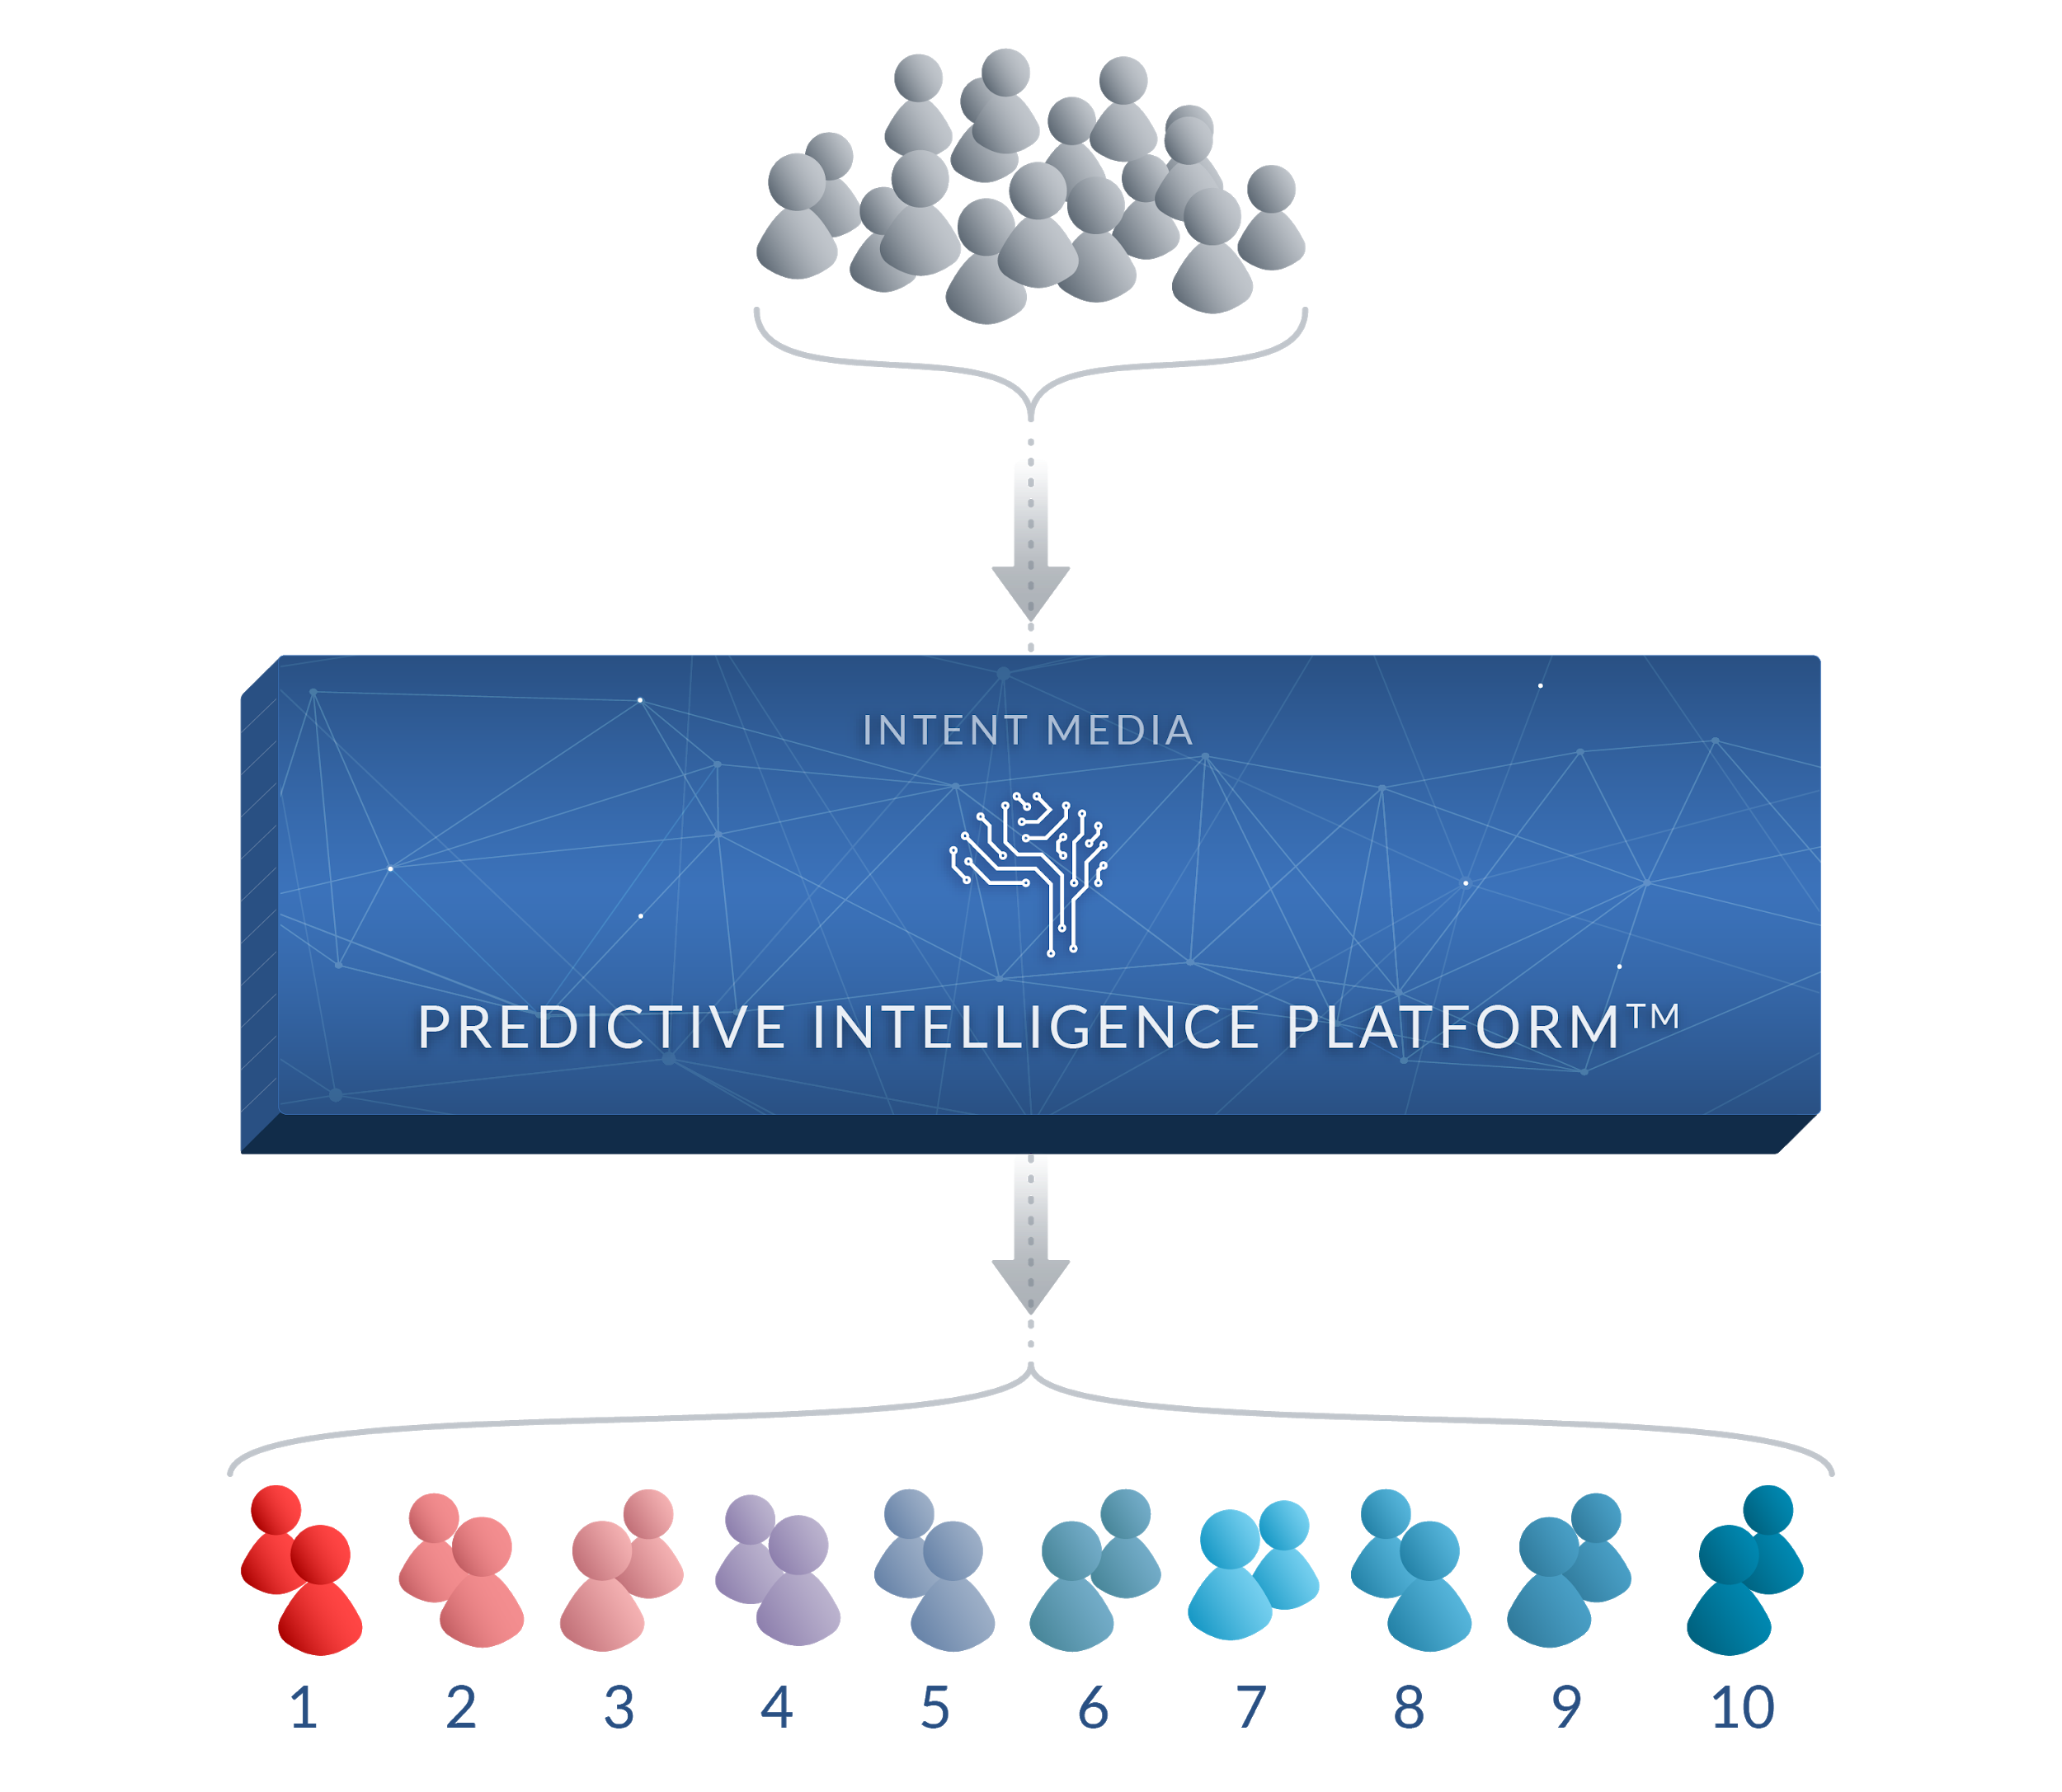 INTENT MEDIA
PREDICTIVE INTELLIGENCE PLATFORM™
1 2 3 4 5 6 7 8 9 10